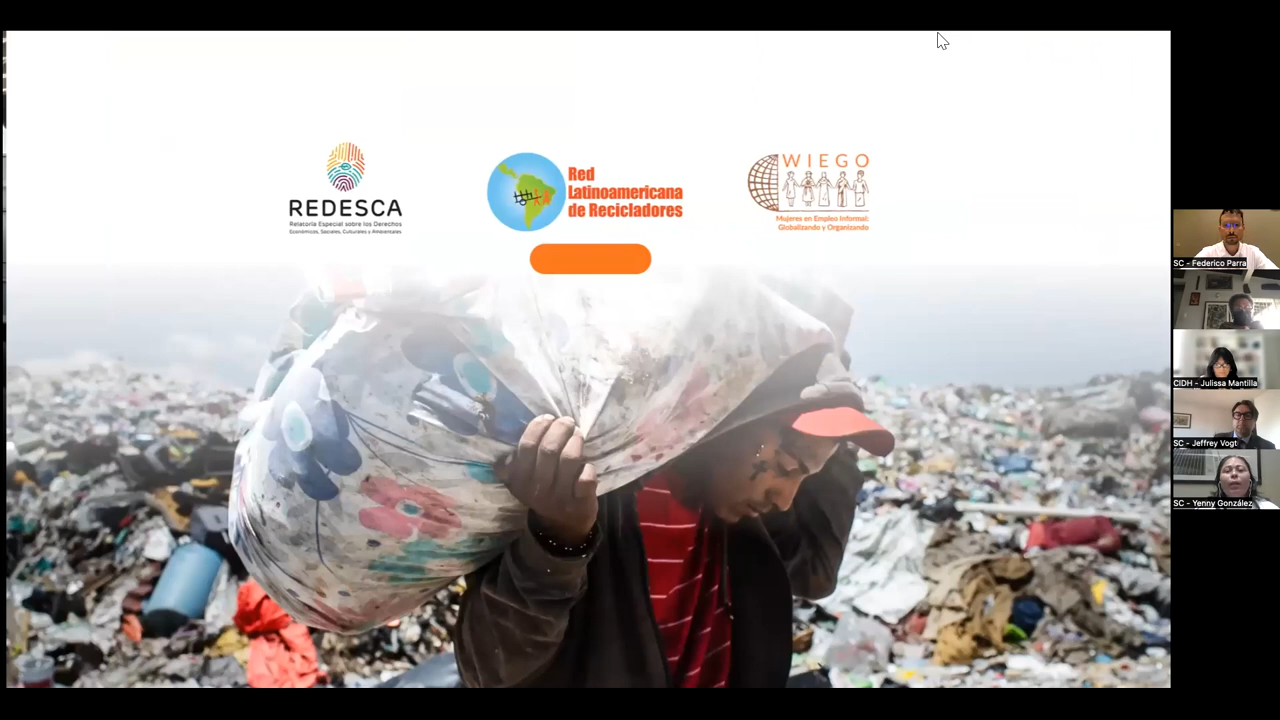 REDESCA
Relatoría Especial sobre los Derechos
Económicos, Sociales, Culturales y Ambientales
Red
Latinoamericana
de Recicladores
WIEGO
Mujeres en Empleo Informal:
Globalizando y Organizando
SC - Federico Parra
CIDH - Julissa Mantilla
SC - Jeffrey Vogt
SC - Yenny González